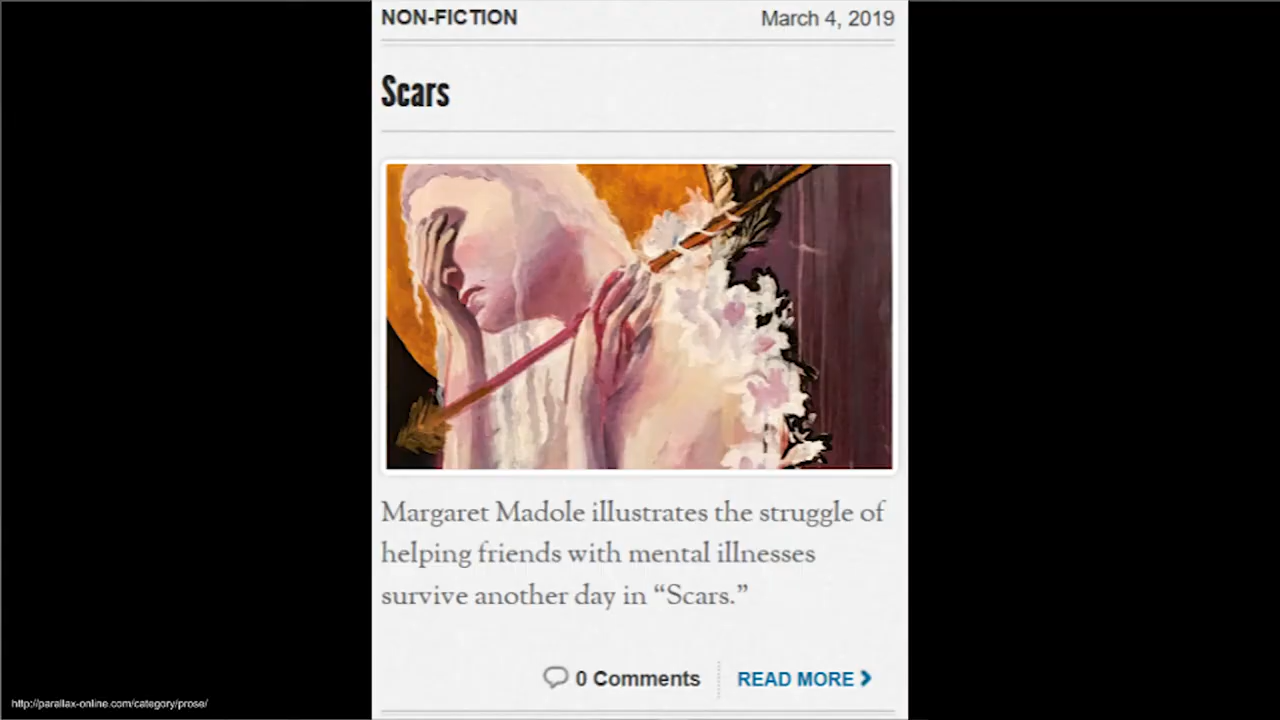 NON-FICTION March 4, 2019
Scars
Margaret Madole illustrates the struggle of
helping friends with mental illnesses
survive another day in “Scars.”
0 Comments READ MORE
http://parallax-online.com/category/prose/